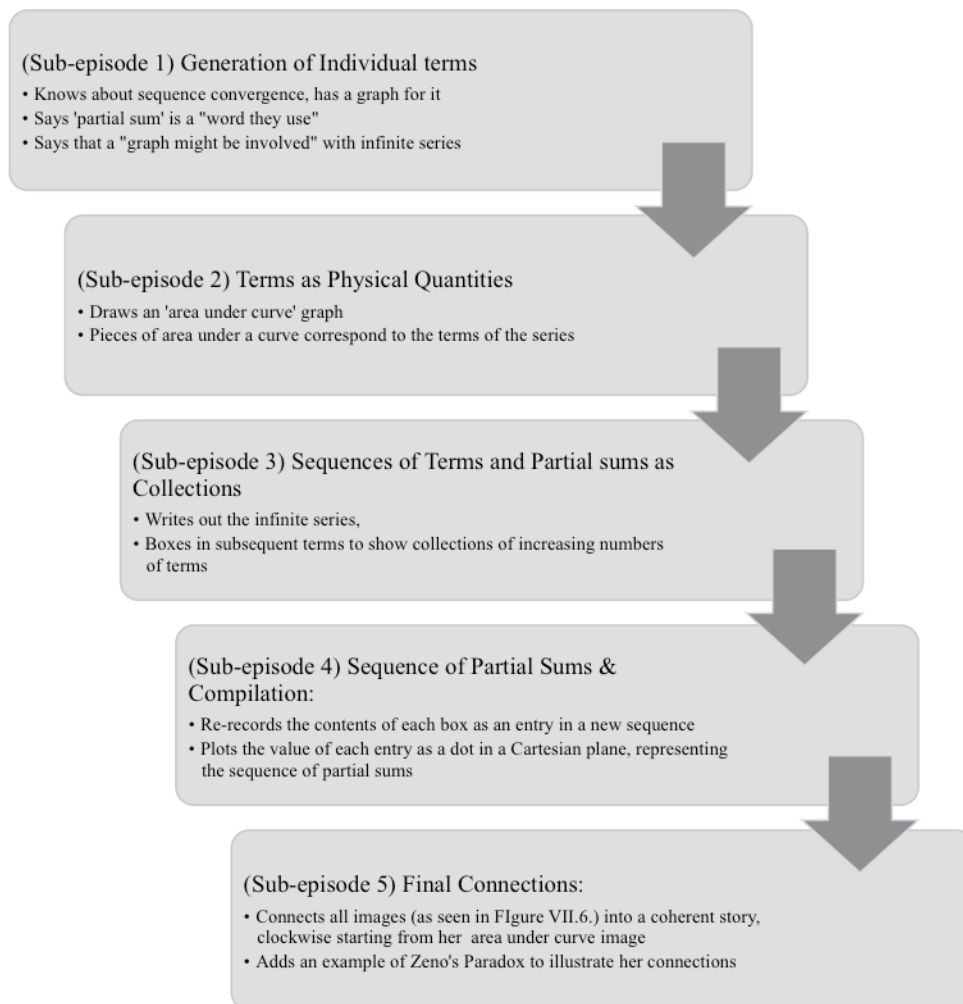 (Sub-episode 1) Generation of Individual terms
• Knows about sequence convergence, has a graph for it
• Says 'partial sum' is a "word they use"
• Says that a "graph might be involved" with infinite series
(Sub-episode 2) Terms as Physical Quantities
• Draws an 'area under curve' graph
• Pieces of area under a curve correspond to the terms of the series
(Sub-episode 3) Sequences of Terms and Partial sums as
Collections
• Writes out the infinite series,
• Boxes in subsequent terms to show collections of increasing numbers
of terms
(Sub-episode 4) Sequence of Partial Sums &
Compilation:
• Re-records the contents of each box as an entry in a new sequence
• Plots the value of each entry as a dot in a Cartesian plane, representing
the sequence of partial sums
(Sub-episode 5) Final Connections:
• Connects all images (as seen in FIgure VII.6.) into a coherent story,
clockwise starting from her area under curve image
• Adds an example of Zeno's Paradox to illustrate her connections